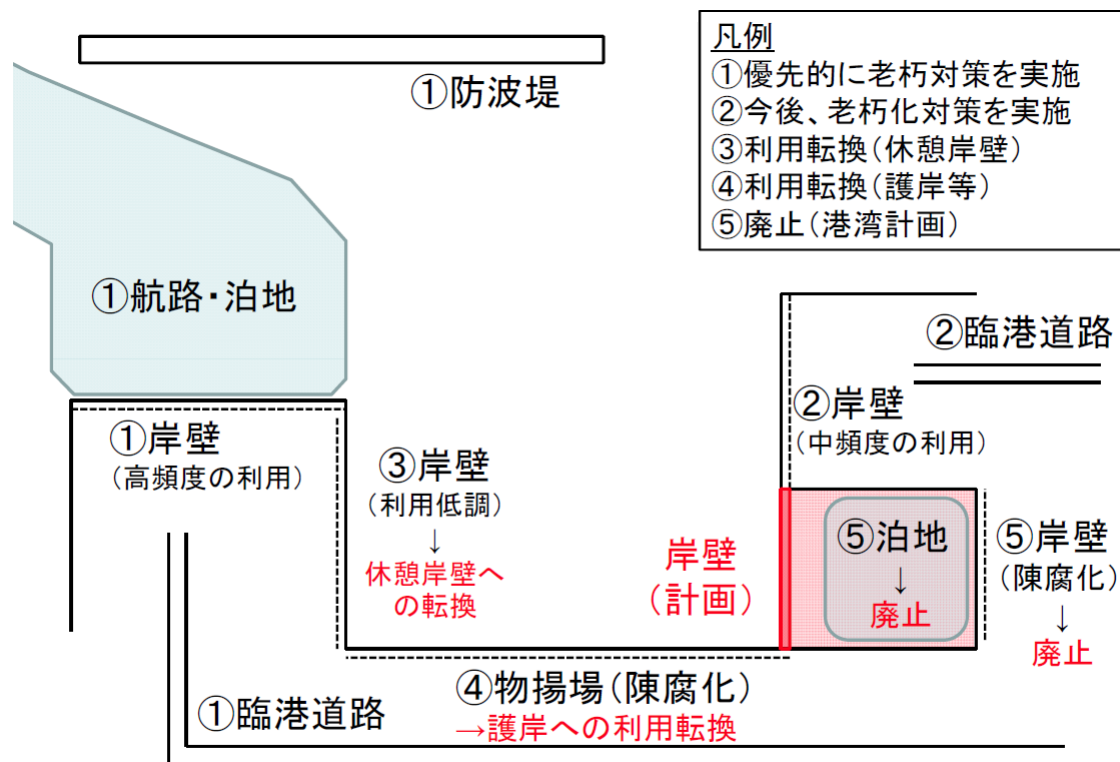 凡例
①優先的に老朽対策を実施
②今後、老朽化対策を実施
③利用転換(休憩岸壁)
④利用転換(護岸等)
⑤廃止(港湾計画)
①防波堤
①航路・泊地
②臨港道路
①岸壁
(高頻度の利用)
②岸壁
(中頻度の利用)
③岸壁
(利用低調)
↓
休憩岸壁へ
の転換
岸壁
(計画)
⑤泊地
↓
廃止
⑤岸壁
(陳腐化)
↓
廃止
④物揚場(陳腐化)
→護岸への利用転換
①臨港道路